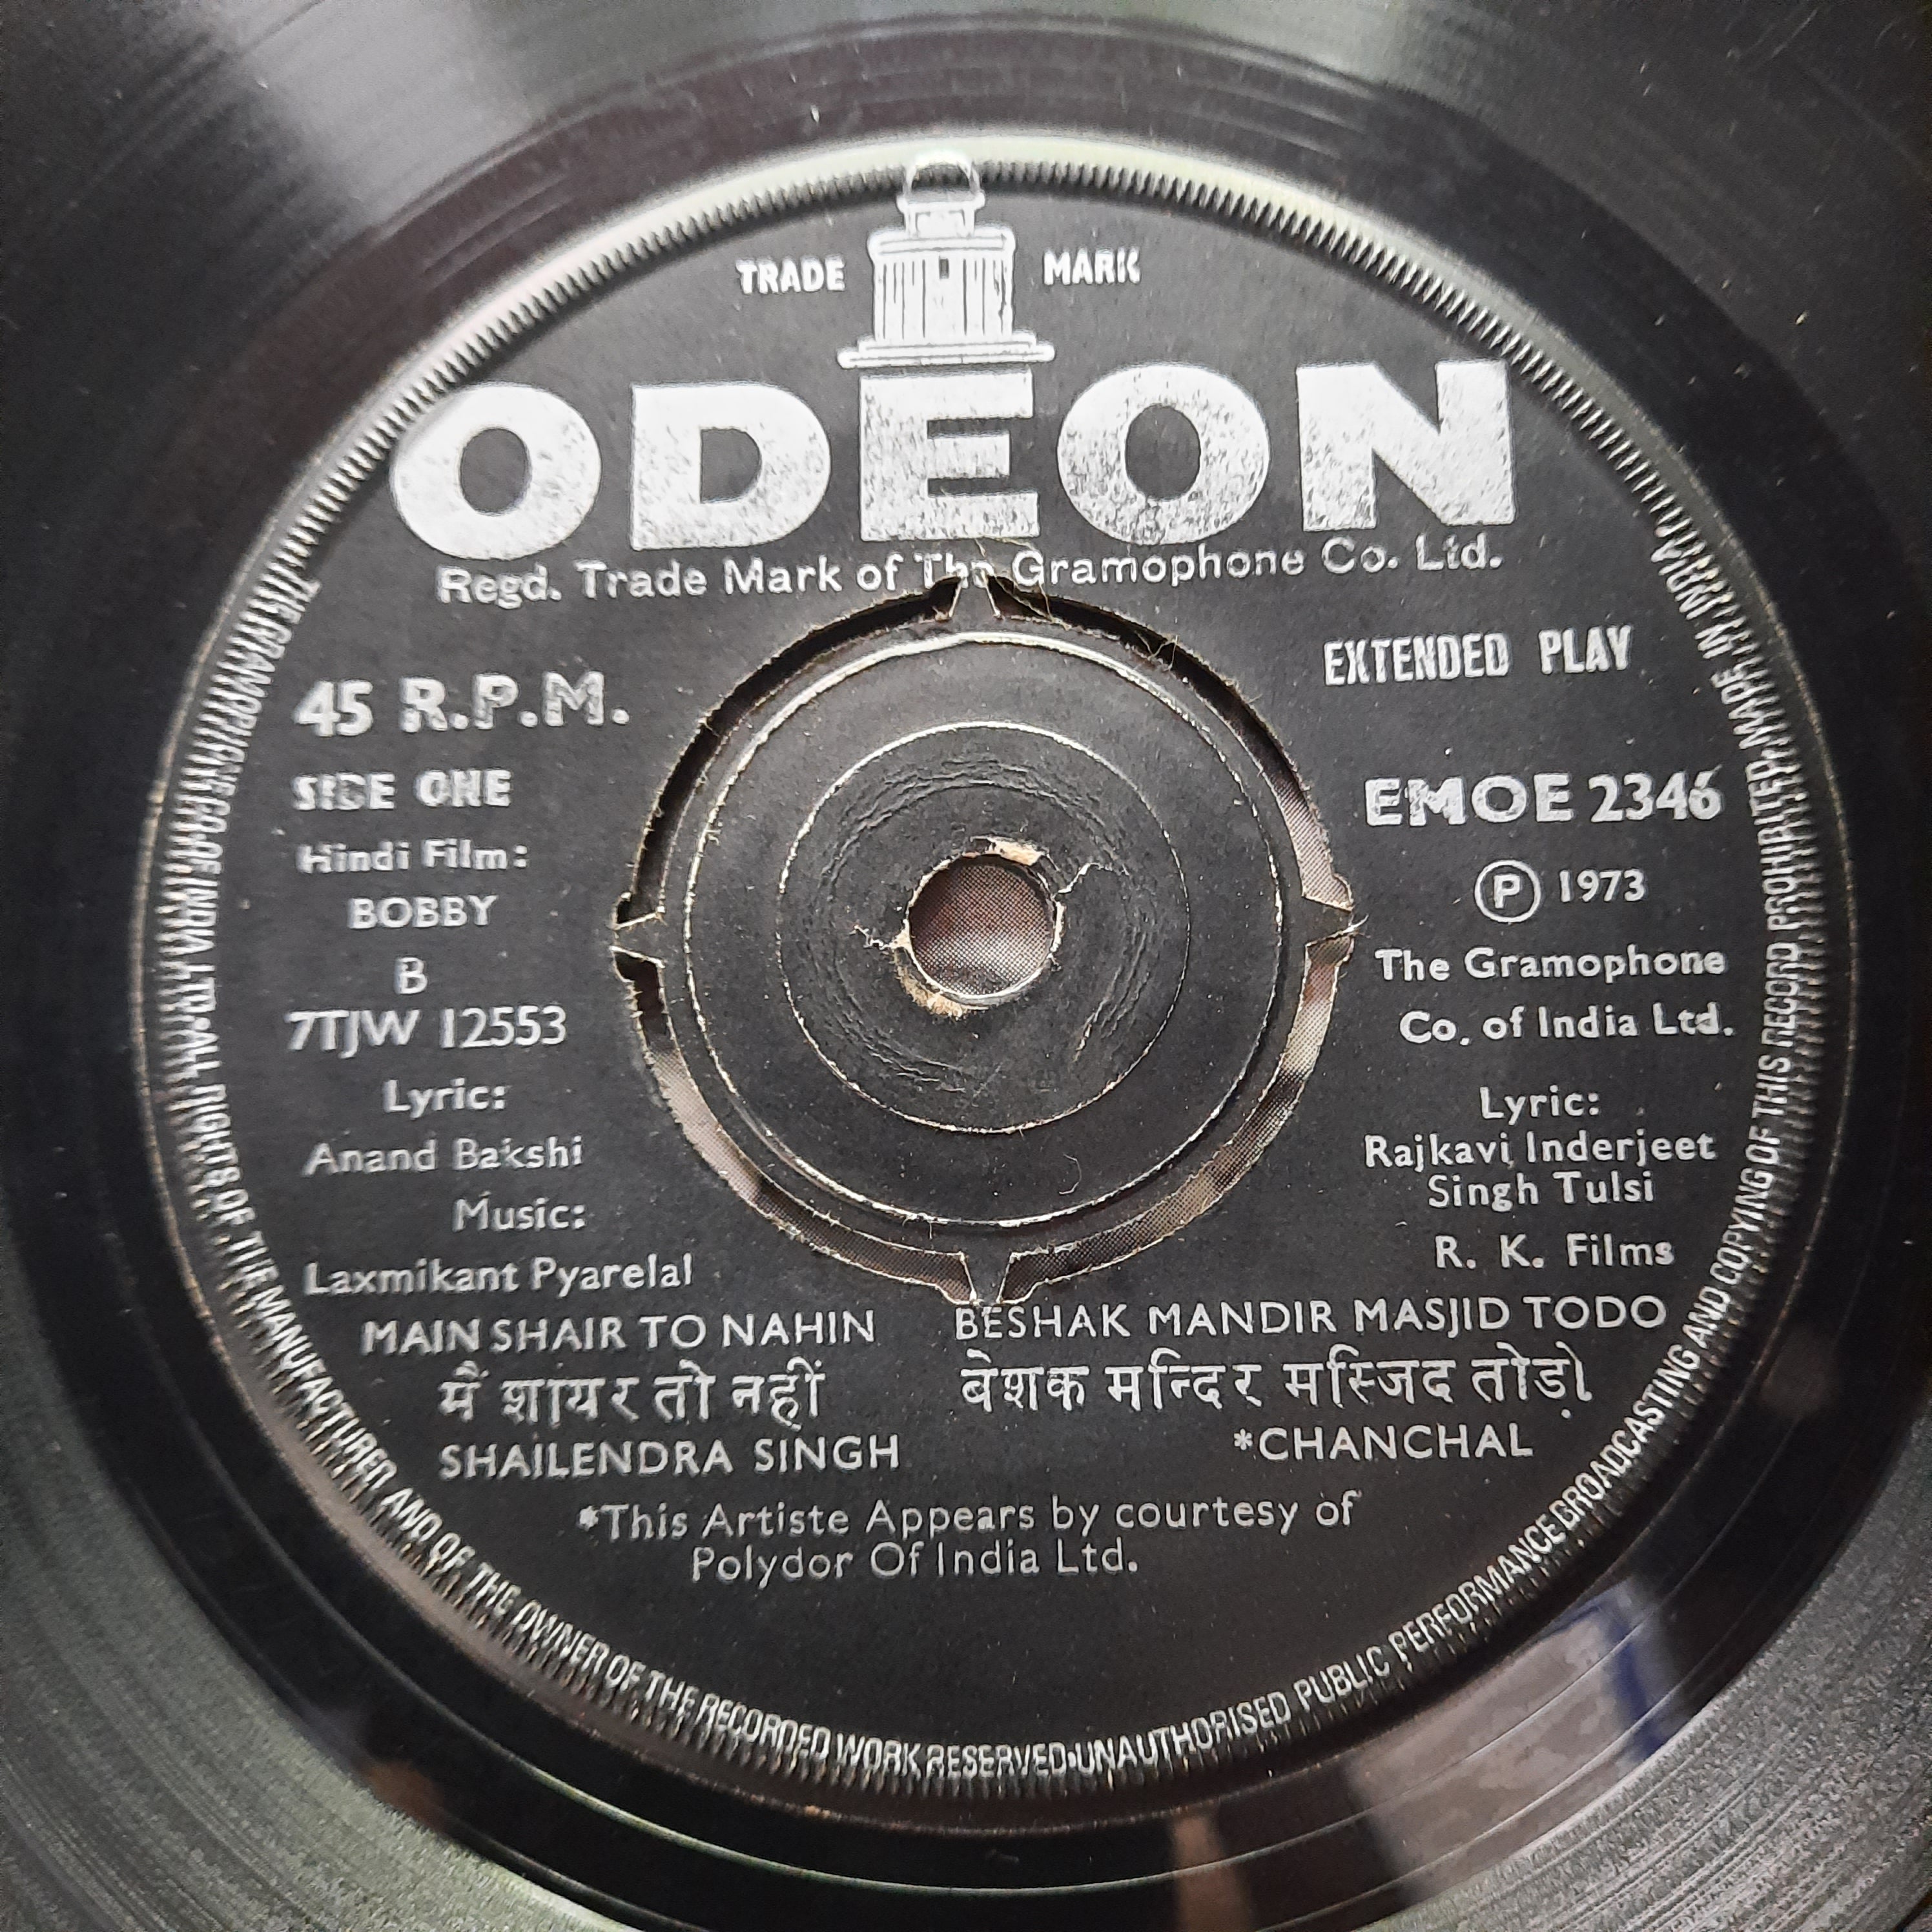 TRADE MARK
ODEON
Regd. Trade Mark of The Gramophone Co. Ltd.
45 R.P.M.
SIDE ONE
Hindi Film:
BOBBY
B
7TJW 12553
Lyric:
Anand Bakshi
Music:
Laxmikant Pyarelal
EXTENDED PLAY
EMOE 2346
Ⓟ 1973
The Gramophone
Co. of India Ltd.
Lyric:
Rajkavi Inderjeet
Singh Tulsi
R. K. Films
MAIN SHAIR TO NAHIN
मैं शायर तो नहीं
SHAILENDRA SINGH
BESHAK MANDIR MASJID TODO
बेशक मन्दिर मस्जिद तोड़ो
*CHANCHAL
*This Artiste Appears by courtesy of
Polydor Of India Ltd.
THE GRAMOPHONE CO. OF INDIA LTD. ALL RIGHTS OF THE MANUFACTURER AND OF THE OWNER OF THE RECORDED WORK RESERVED • UNAUTHORISED PUBLIC PERFORMANCE BROADCASTING AND COPYING OF THIS RECORD PROHIBITED. MADE IN INDIA